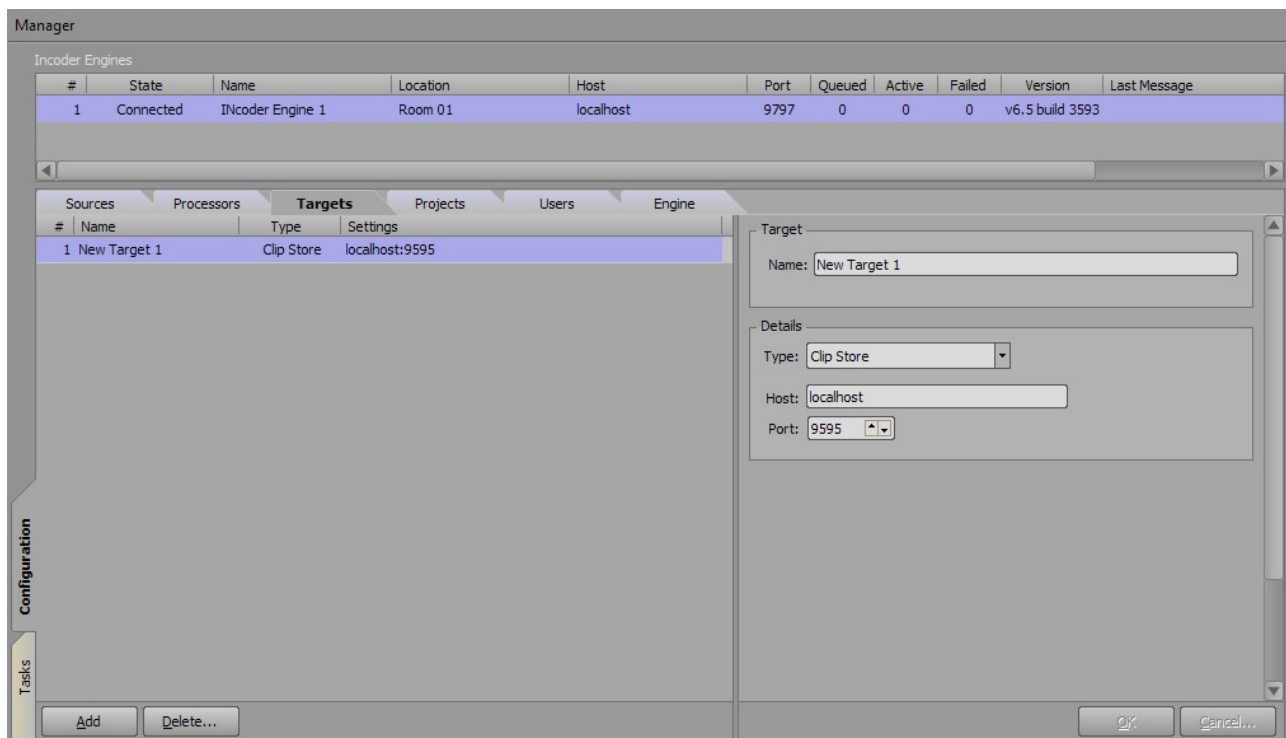 Manager
Incoder Engines
# State Name Location Host Port Queued Active Failed Version Last Message
1 Connected INcoder Engine 1 Room 01 localhost 9797 0 0 0 v6.5 build 3593
Sources Processors Targets Projects Users Engine
# Name Type Settings
1 New Target 1 Clip Store localhost:9595
Target
Name: New Target 1
Details
Type: Clip Store
Host: localhost
Port: 9595
Configuration
Tasks
Add Delete... OK Cancel...